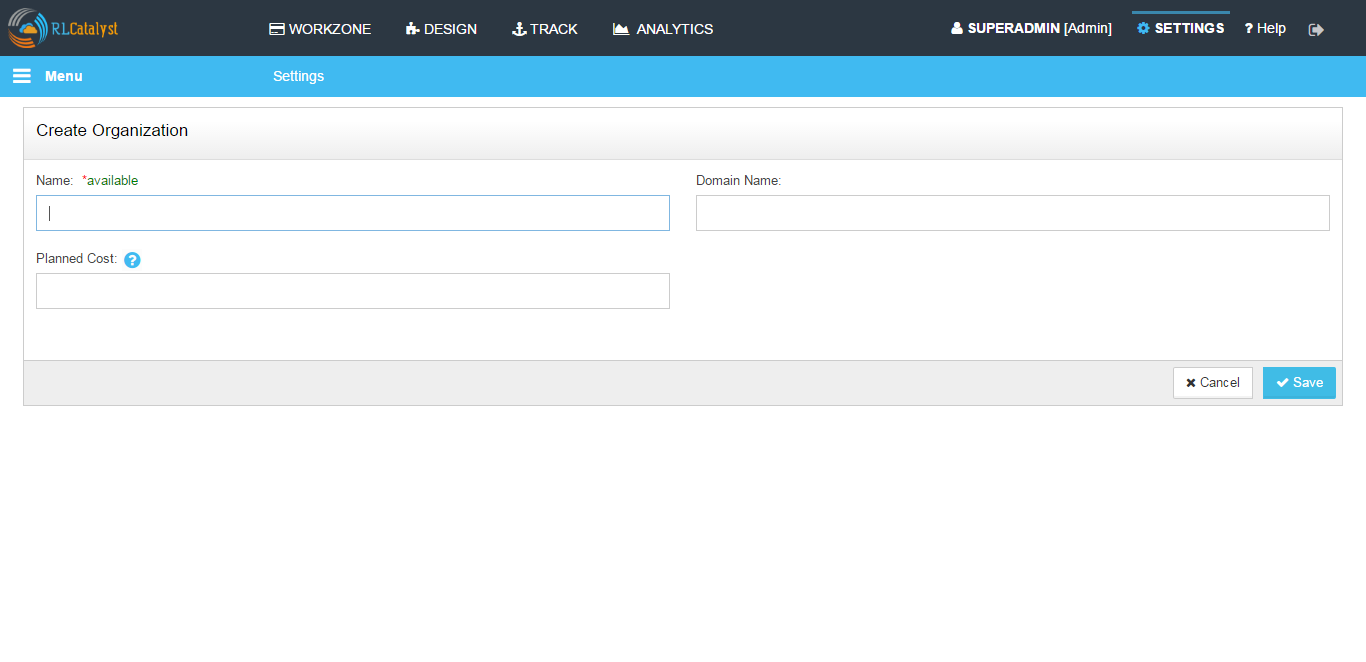 RLCatalyst WORKZONE DESIGN TRACK ANALYTICS SUPERADMIN [Admin] SETTINGS ? Help
Menu Settings
Create Organization
Name: *available Domain Name:
Planned Cost: ?
Cancel Save